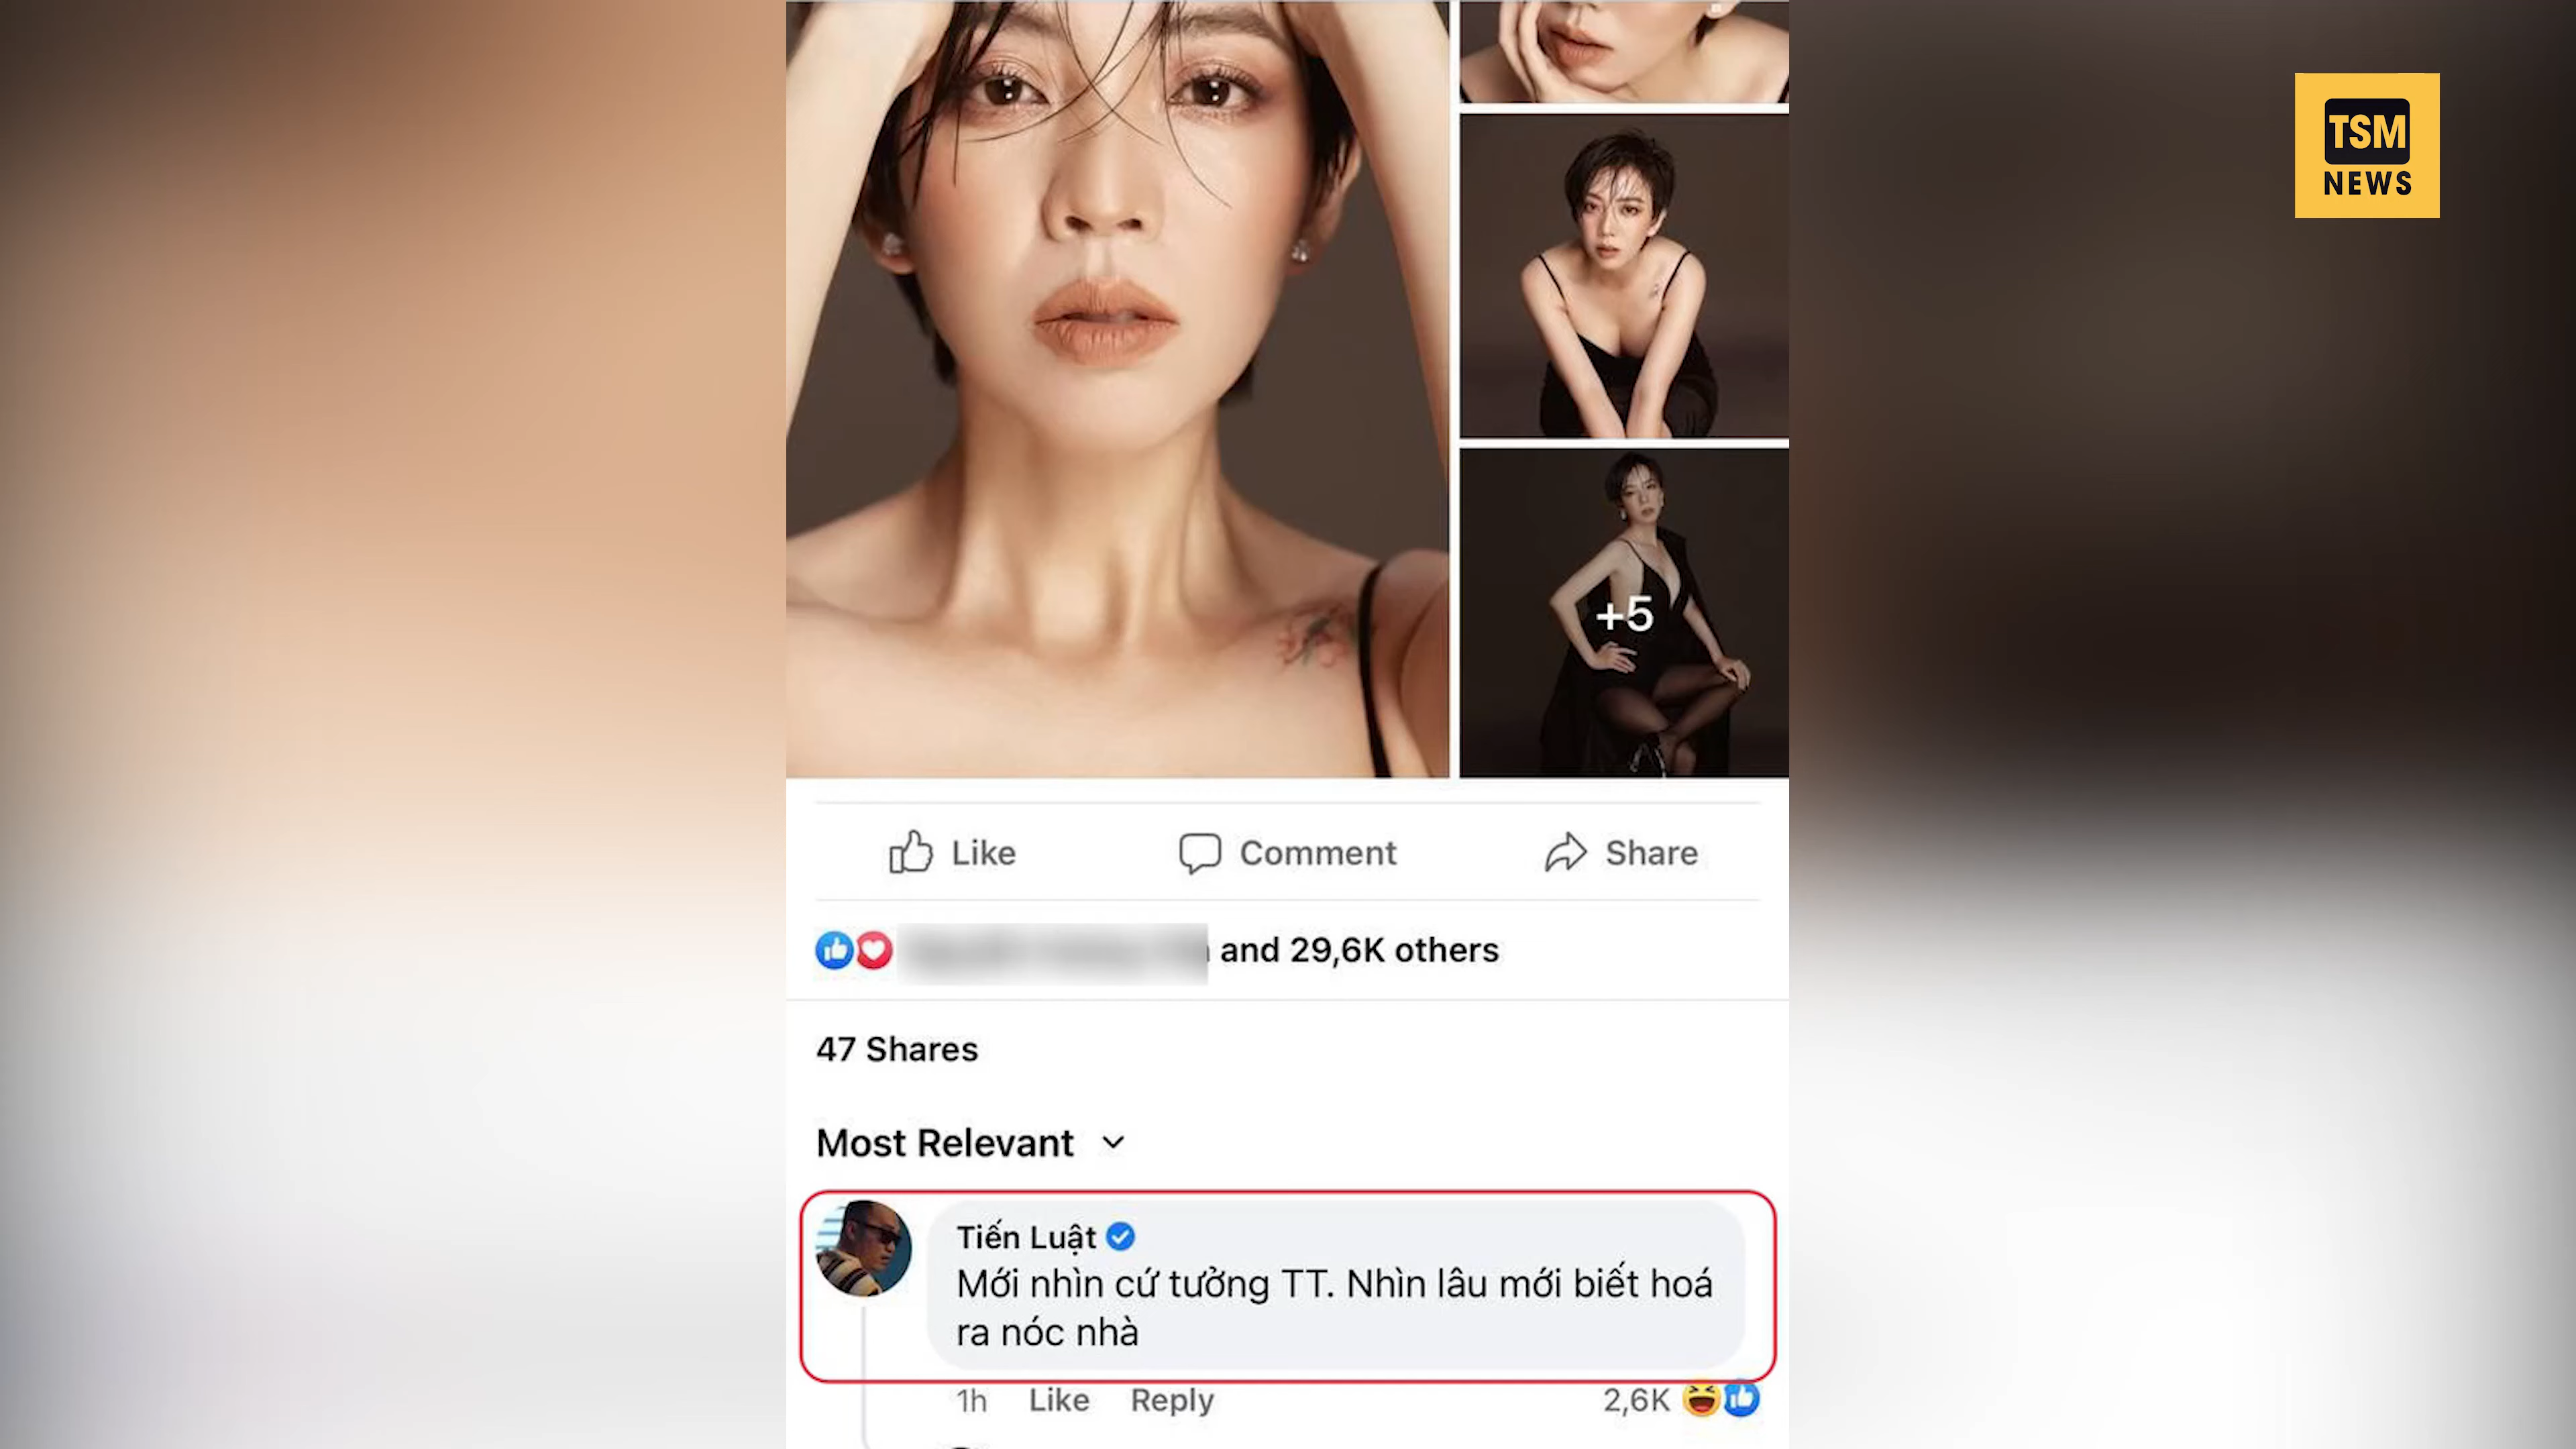 TSM
NEWS
+5
Like
Comment
Share
and 29,6K others
47 Shares
Most Relevant
Tiến Luật
Mới nhìn cứ tưởng TT. Nhìn lâu mới biết hoá
ra nóc nhà
1h Like Reply 2,6K